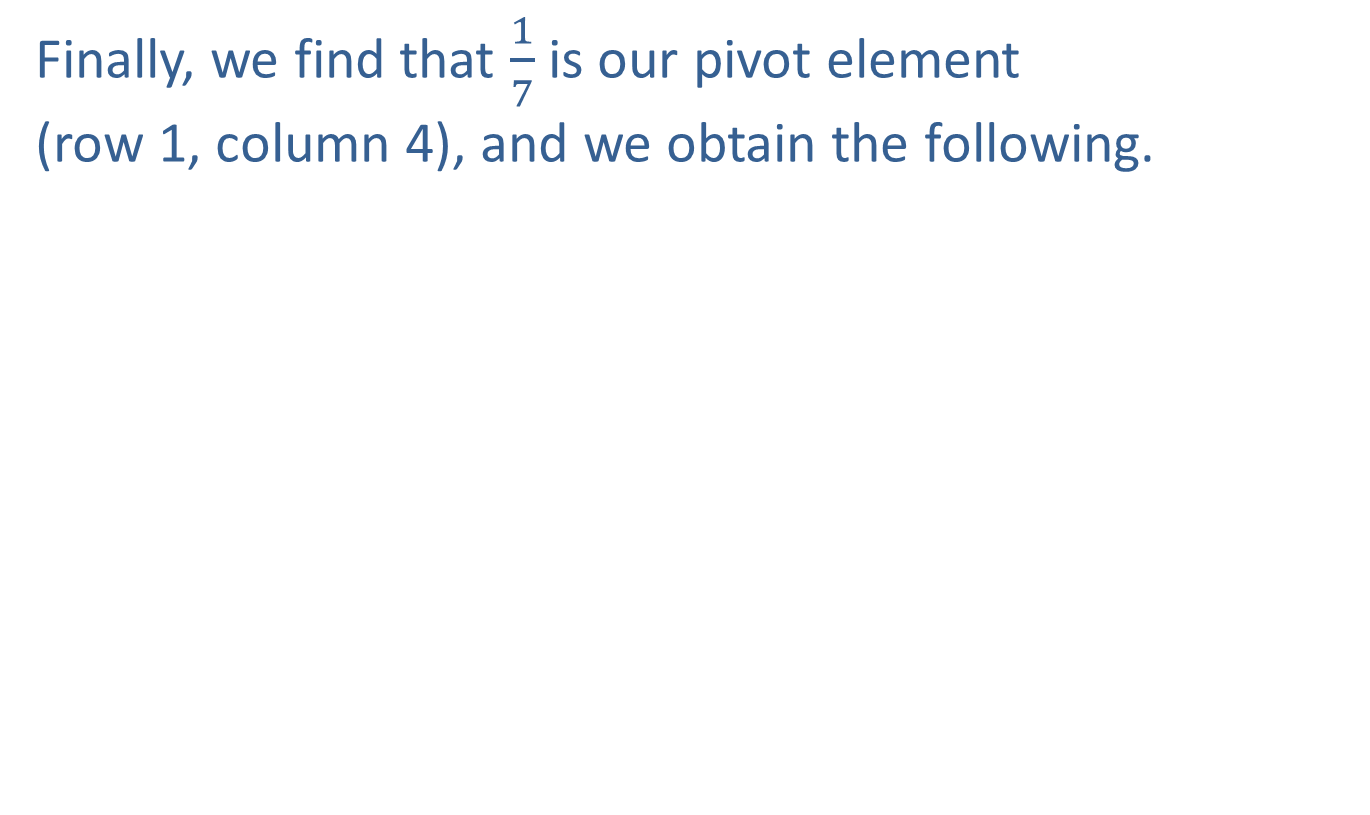 Finally, we find that 1/7 is our pivot element
(row 1, column 4), and we obtain the following.